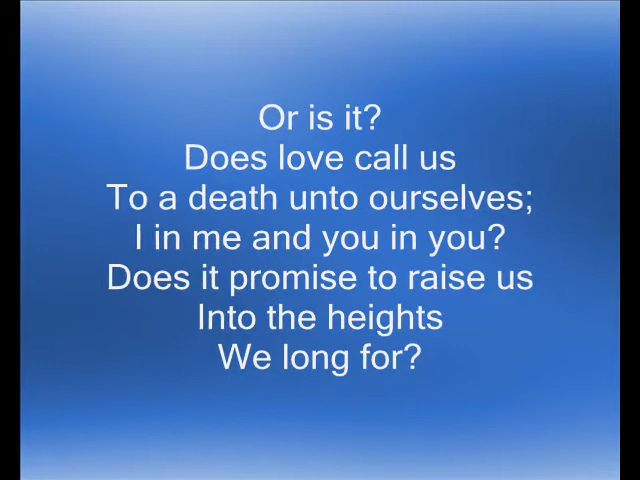 Or is it?
Does love call us
To a death unto ourselves;
I in me and you in you?
Does it promise to raise us
Into the heights
We long for?